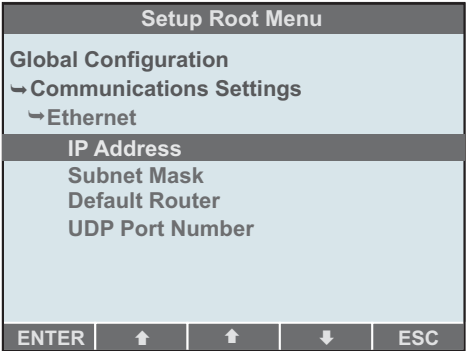 Setup Root Menu
Global Configuration
➥Communications Settings
➥Ethernet
IP Address
Subnet Mask
Default Router
UDP Port Number
ENTER ⬆ ⬆ ⬇ ESC